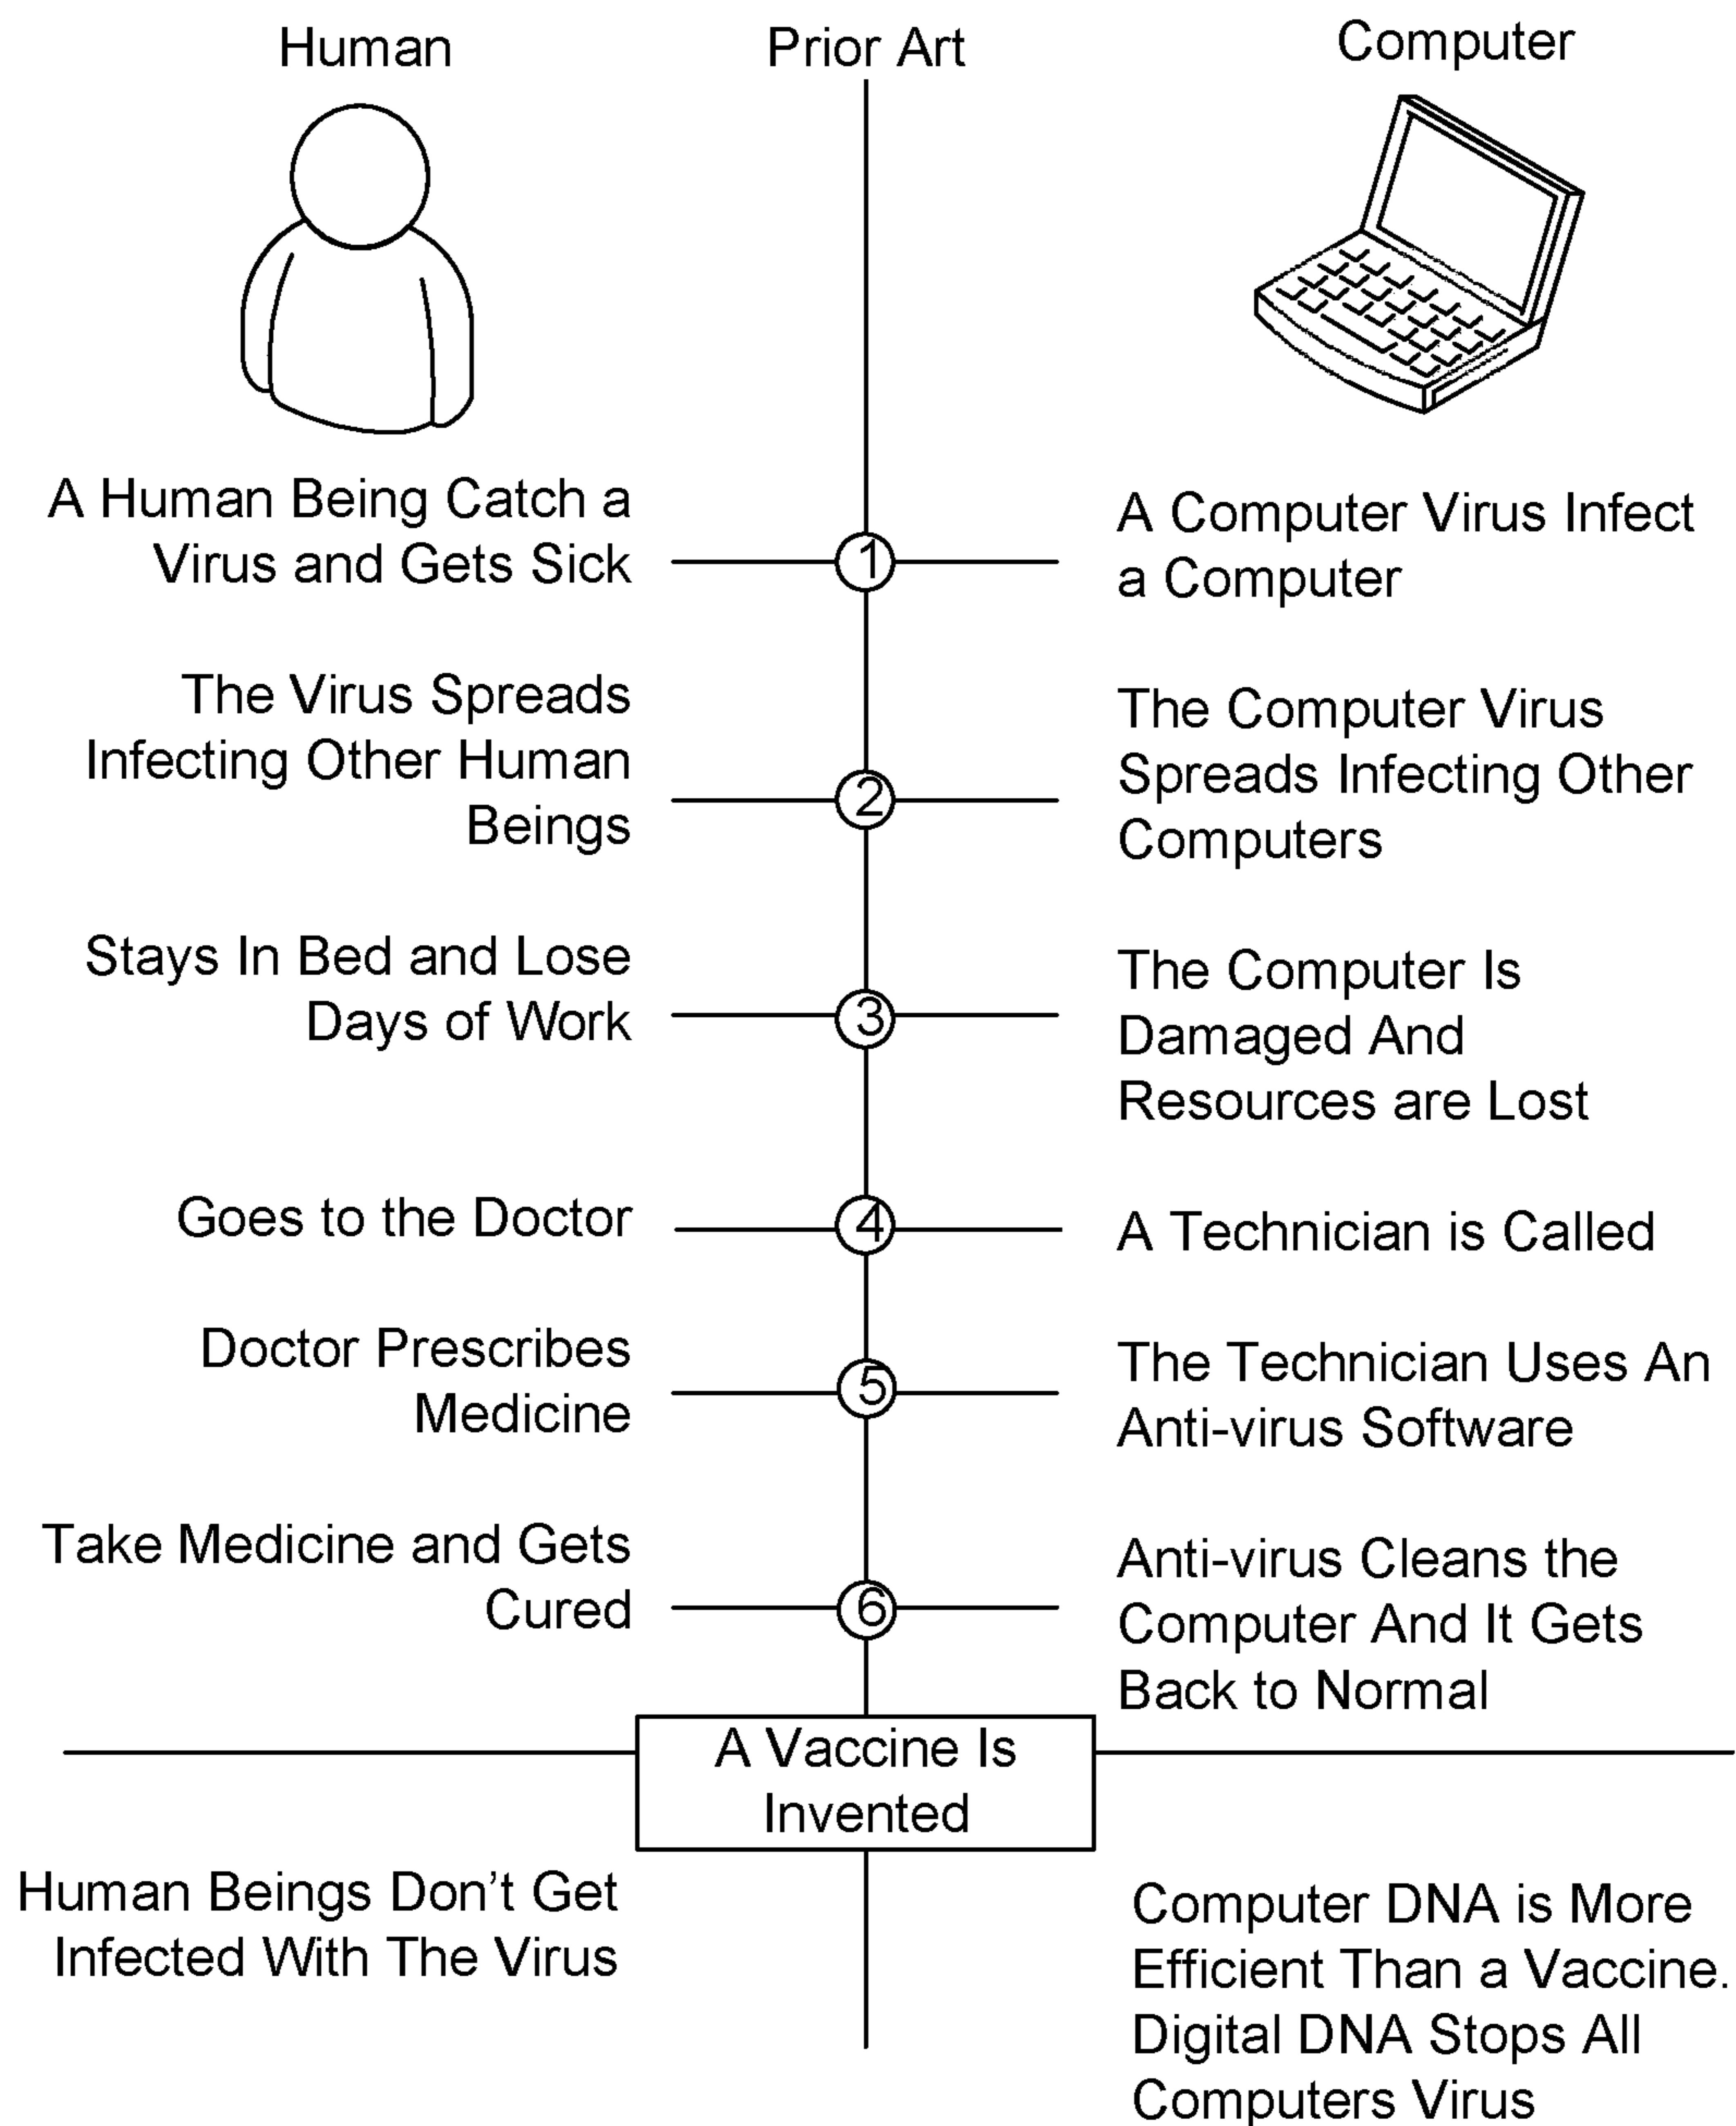 Human
Prior Art
Computer
A Human Being Catch a
Virus and Gets Sick
1
A Computer Virus Infect
a Computer
The Virus Spreads
Infecting Other Human
Beings
2
The Computer Virus
Spreads Infecting Other
Computers
Stays In Bed and Lose
Days of Work
3
The Computer Is
Damaged And
Resources are Lost
Goes to the Doctor
4
A Technician is Called
Doctor Prescribes
Medicine
5
The Technician Uses An
Anti-virus Software
Take Medicine and Gets
Cured
6
Anti-virus Cleans the
Computer And It Gets
Back to Normal
A Vaccine Is
Invented
Human Beings Don't Get
Infected With The Virus
Computer DNA is More
Efficient Than a Vaccine.
Digital DNA Stops All
Computers Virus